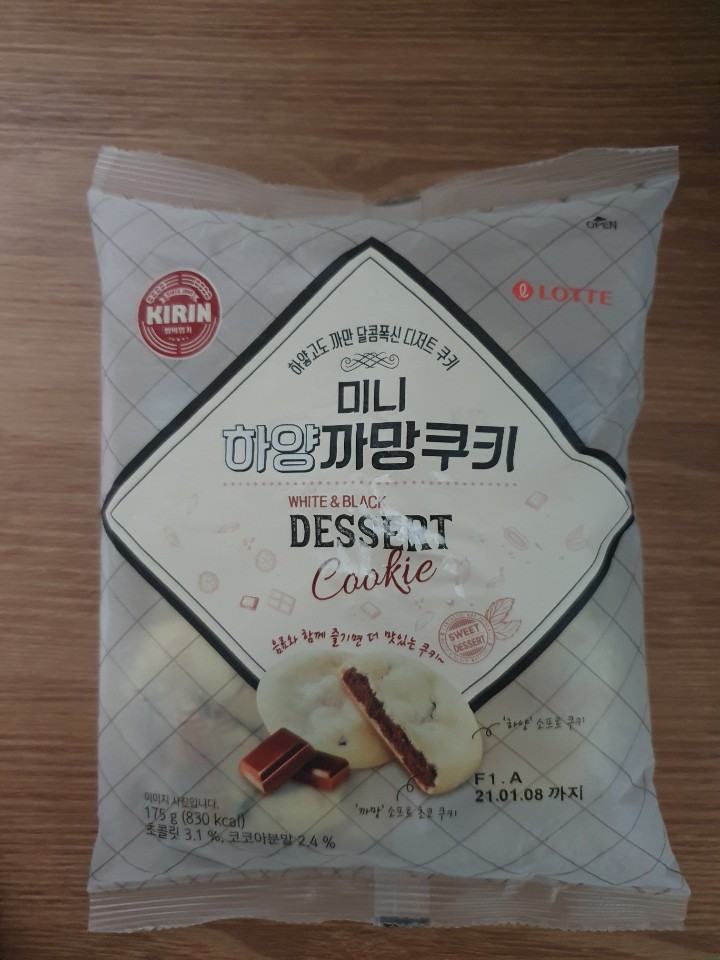 OPEN
SINCE 1969
KIRIN
LOTTE
하얗고도 까만 달콤폭신 디저트 쿠키
미니
하양까망쿠키
WHITE & BLACK
DESSERT
Cookie
음료와 함께 즐기면 더 맛있는 쿠키~
SWEET
DESSERT
'하양' 소프트 쿠키
F1. A
21.01.08 까지
'까망' 소프트 초코 쿠키
이미지 사진입니다.
175 g (830 kcal)
초콜릿 3.1 %, 코코아분말 2.4 %